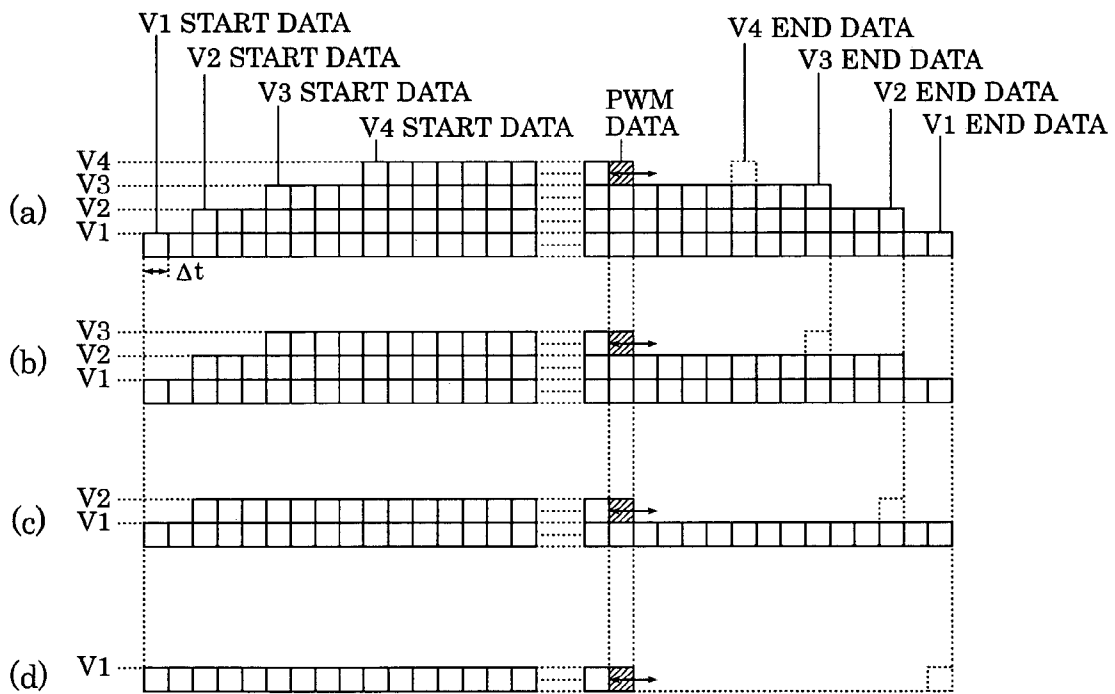 V1 START DATA
V2 START DATA
V3 START DATA
V4 START DATA
PWM
DATA
V4 END DATA
V3 END DATA
V2 END DATA
V1 END DATA
(a)
V4
V3
V2
V1
Δt
(b)
V3
V2
V1
(c)
V2
V1
(d)
V1